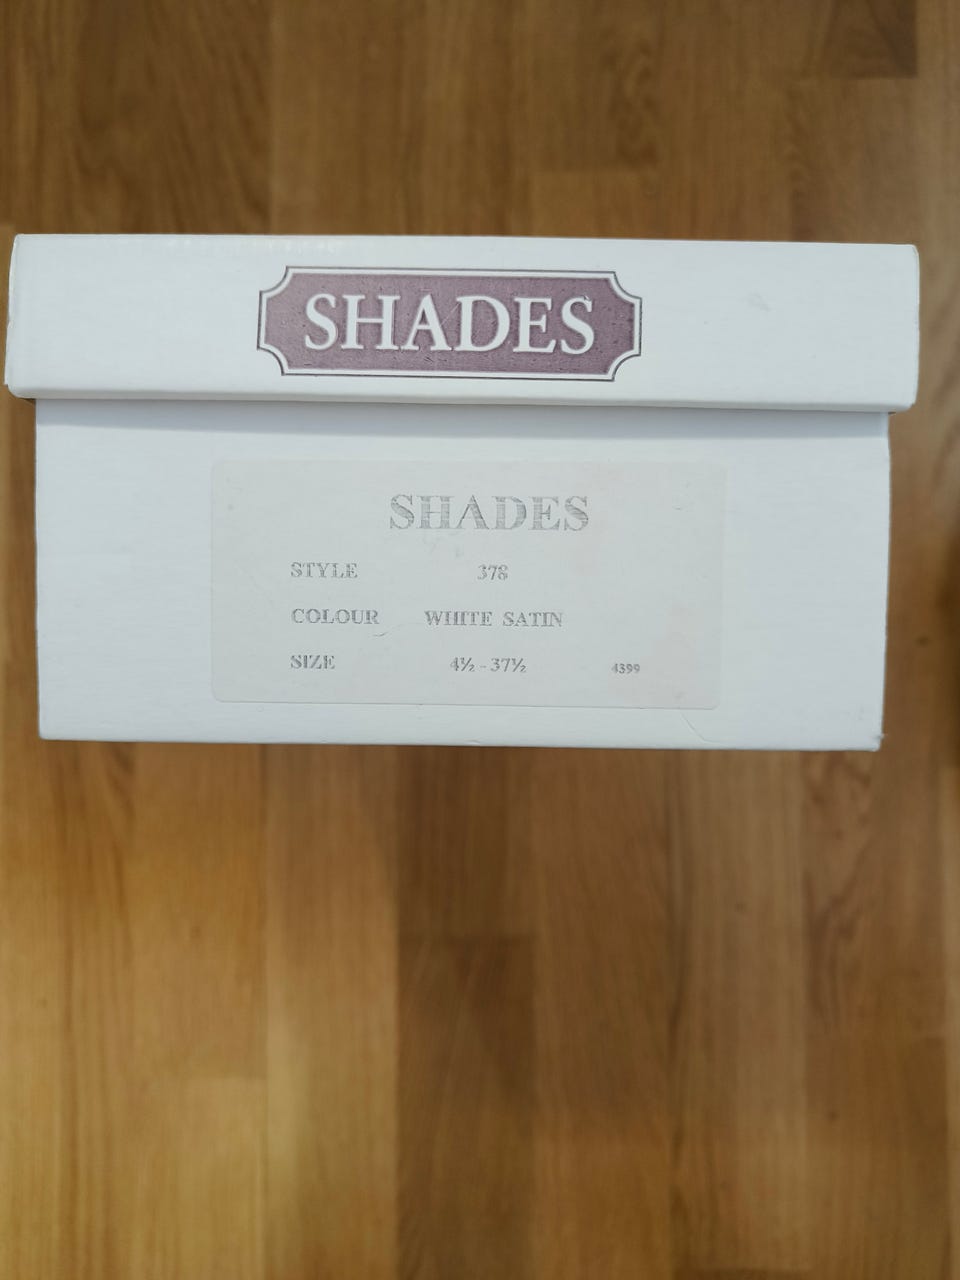 SHADES
SHADES
STYLE 378
COLOUR WHITE SATIN
SIZE 4½ - 37½ 4399